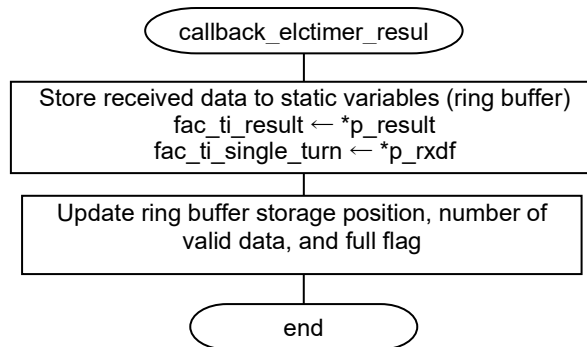 callback_elctimer_resul
Store received data to static variables (ring buffer)
fac_ti_result ← *p_result
fac_ti_single_turn ← *p_rxdf
Update ring buffer storage position, number of
valid data, and full flag
end